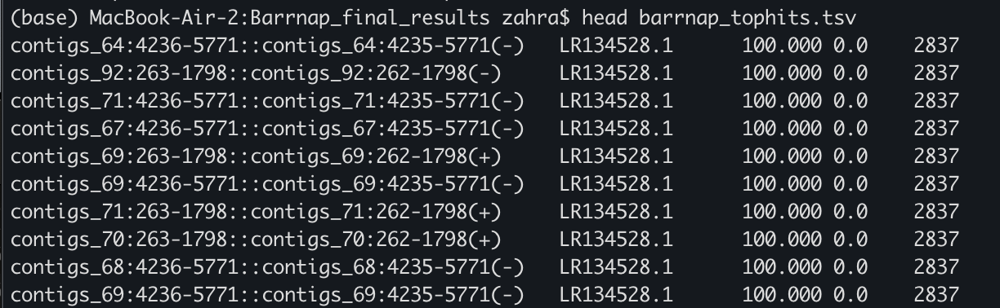 (base) MacBook-Air-2:Barrnap_final_results zahra$ head barrnap_tophits.tsv
contigs_64:4236-5771::contigs_64:4235-5771(-) LR134528.1 100.000 0.0 2837
contigs_92:263-1798::contigs_92:262-1798(-) LR134528.1 100.000 0.0 2837
contigs_71:4236-5771::contigs_71:4235-5771(-) LR134528.1 100.000 0.0 2837
contigs_67:4236-5771::contigs_67:4235-5771(-) LR134528.1 100.000 0.0 2837
contigs_69:263-1798::contigs_69:262-1798(+) LR134528.1 100.000 0.0 2837
contigs_69:4236-5771::contigs_69:4235-5771(-) LR134528.1 100.000 0.0 2837
contigs_71:263-1798::contigs_71:262-1798(+) LR134528.1 100.000 0.0 2837
contigs_70:263-1798::contigs_70:262-1798(+) LR134528.1 100.000 0.0 2837
contigs_68:4236-5771::contigs_68:4235-5771(-) LR134528.1 100.000 0.0 2837
contigs_69:4236-5771::contigs_69:4235-5771(-) LR134528.1 100.000 0.0 2837